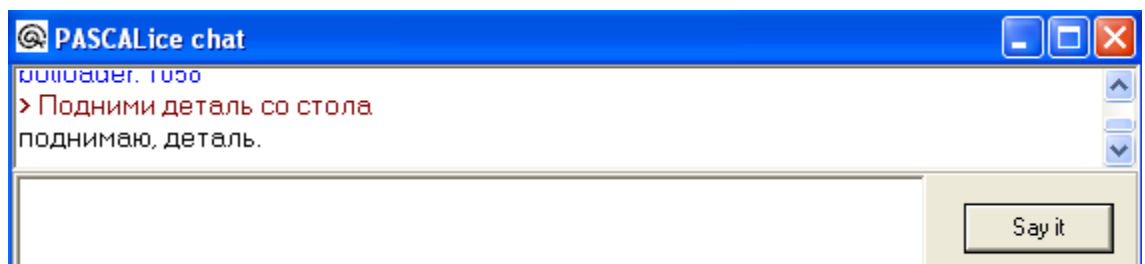 PASCALice chat
> Подними деталь со стола
поднимаю, деталь.
Say it